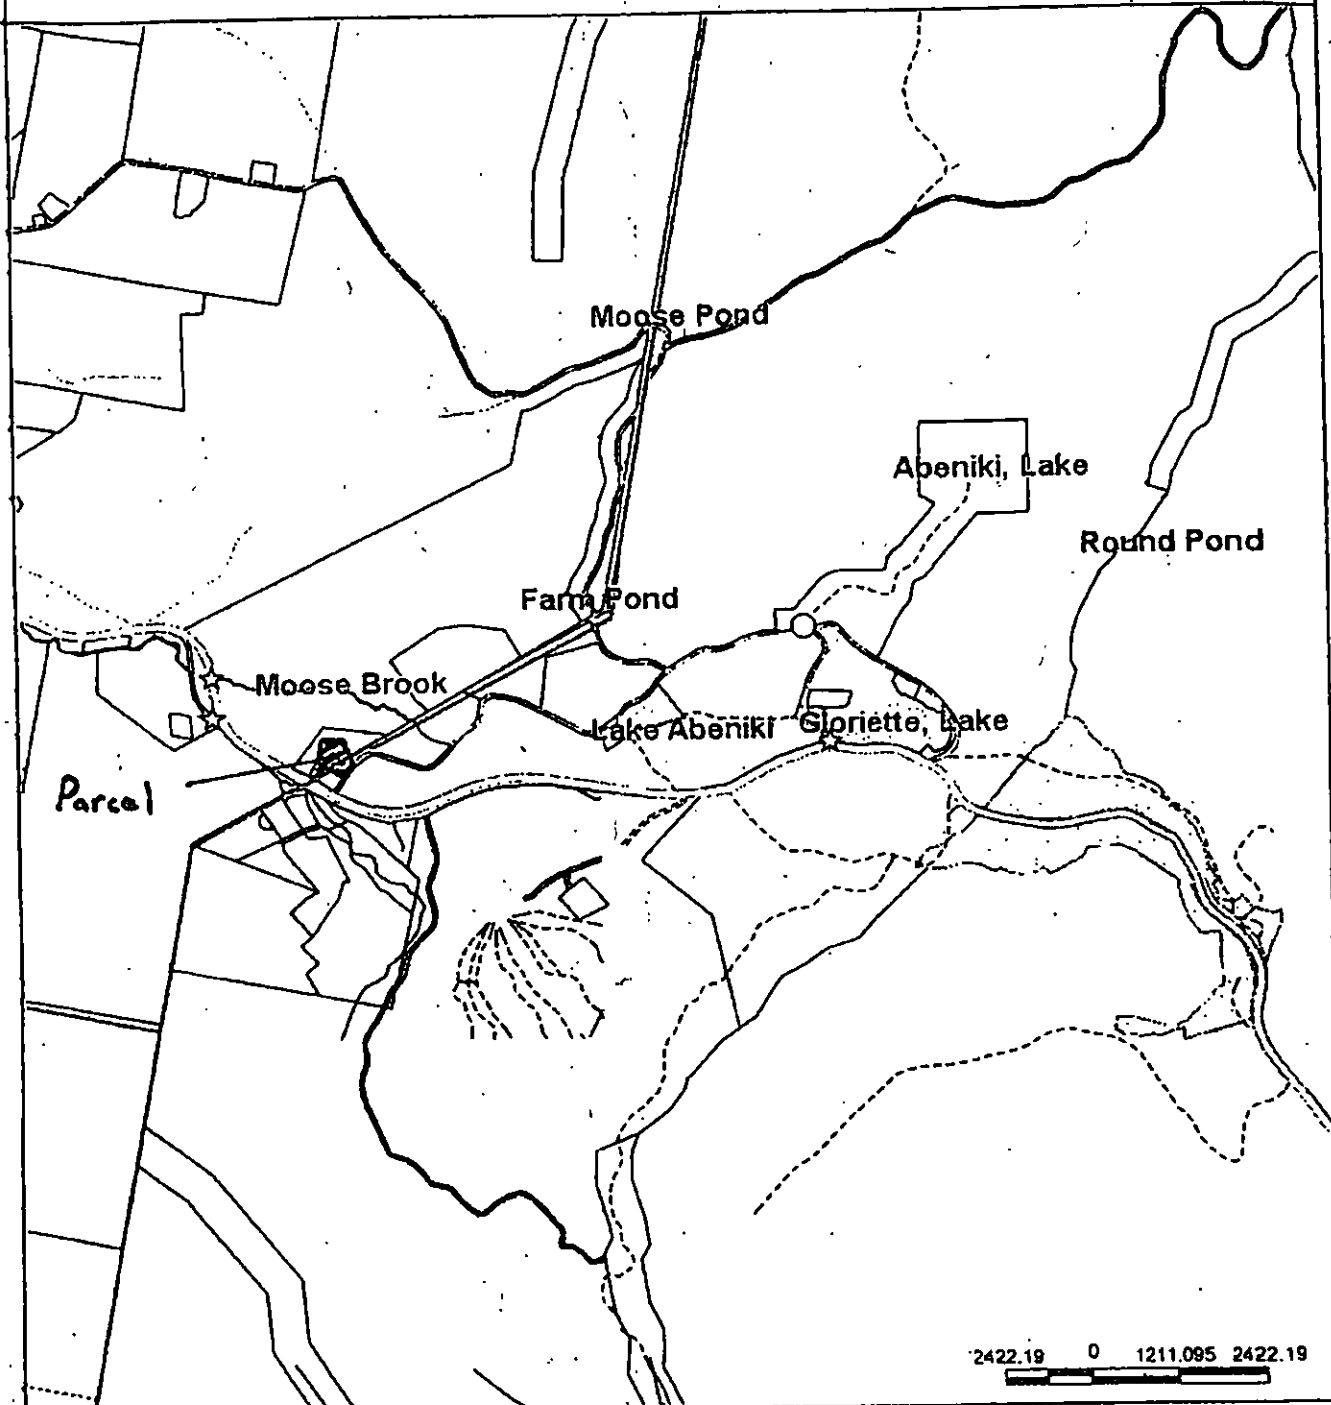 Moose Pond
Abeniki, Lake
Round Pond
Farm Pond
Moose Brook
Lake Abeniki
Gloriette, Lake
Parcel
2422.19 0 1211.095 2422.19